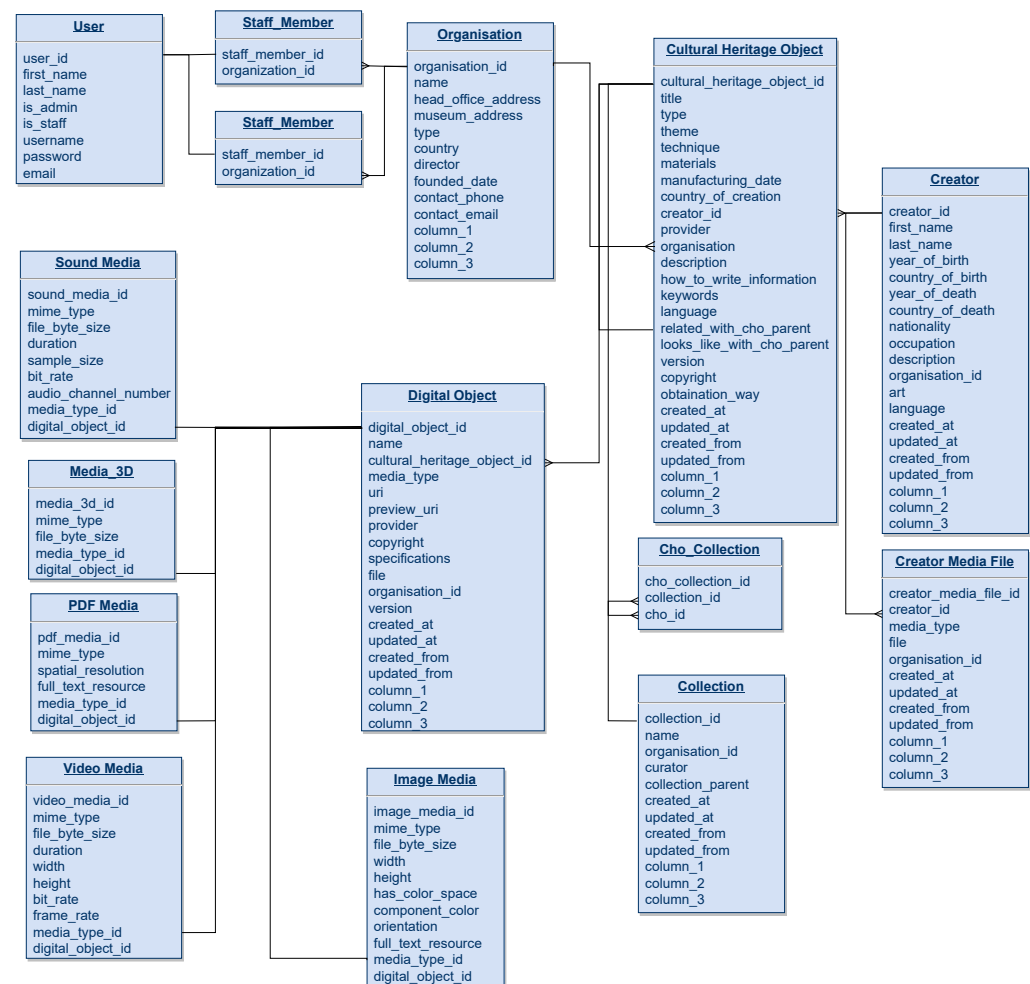 User
user_id
first_name
last_name
is_admin
is_staff
username
password
email
Staff_Member
staff_member_id
organization_id
Staff_Member
staff_member_id
organization_id
Organisation
organisation_id
name
head_office_address
museum_address
type
country
director
founded_date
contact_phone
contact_email
column_1
column_2
column_3
Cultural Heritage Object
cultural_heritage_object_id
title
type
theme
technique
materials
manufacturing_date
country_of_creation
creator_id
provider
organisation
description
how_to_write_information
keywords
language
related_with_cho_parent
looks_like_with_cho_parent
version
copyright
obtaination_way
created_at
updated_at
created_from
updated_from
column_1
column_2
column_3
Creator
creator_id
first_name
last_name
year_of_birth
country_of_birth
year_of_death
country_of_death
nationality
occupation
description
organisation_id
art
language
created_at
updated_at
created_from
updated_from
column_1
column_2
column_3
Sound Media
sound_media_id
mime_type
file_byte_size
duration
sample_size
bit_rate
audio_channel_number
media_type_id
digital_object_id
Digital Object
digital_object_id
name
cultural_heritage_object_id
media_type
uri
preview_uri
provider
copyright
specifications
file
organisation_id
version
created_at
updated_at
created_from
updated_from
column_1
column_2
column_3
Media_3D
media_3d_id
mime_type
file_byte_size
media_type_id
digital_object_id
Cho_Collection
cho_collection_id
collection_id
cho_id
Creator Media File
creator_media_file_id
creator_id
media_type
file
organisation_id
created_at
updated_at
created_from
updated_from
column_1
column_2
column_3
PDF Media
pdf_media_id
mime_type
spatial_resolution
full_text_resource
media_type_id
digital_object_id
Collection
collection_id
name
organisation_id
curator
collection_parent
created_at
updated_at
created_from
updated_from
column_1
column_2
column_3
Video Media
video_media_id
mime_type
file_byte_size
duration
width
height
bit_rate
frame_rate
media_type_id
digital_object_id
Image Media
image_media_id
mime_type
file_byte_size
width
height
has_color_space
component_color
orientation
full_text_resource
media_type_id
digital_object_id